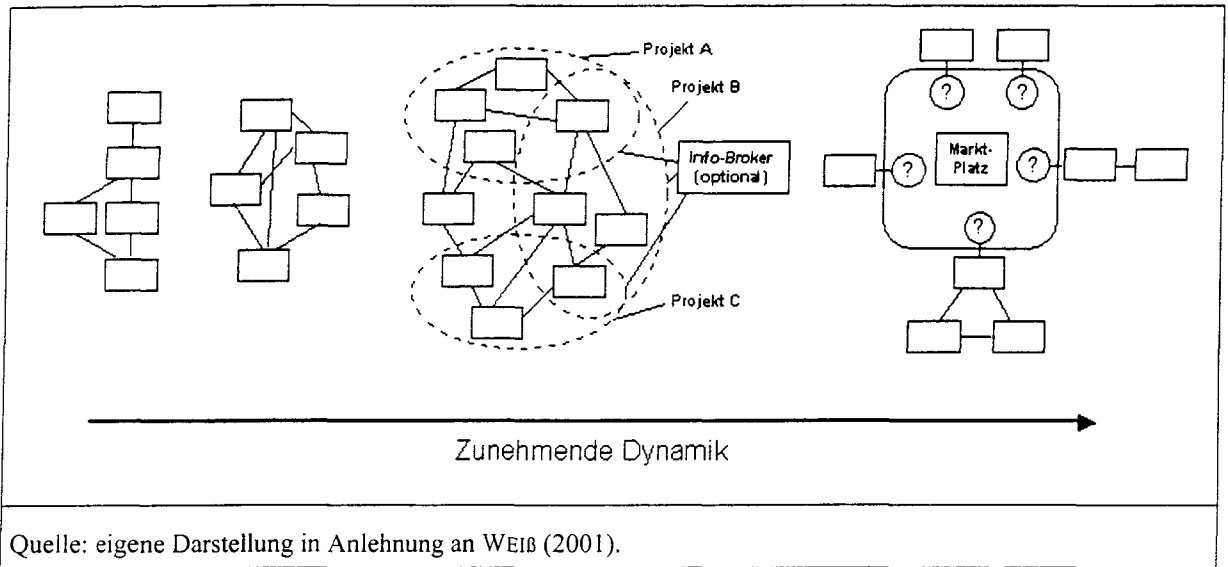 Projekt A
Projekt B
Info-Broker
(optional)
Projekt C
?
?
?
Markt-
Platz
?
?
Zunehmende Dynamik
Quelle: eigene Darstellung in Anlehnung an WEIß (2001).